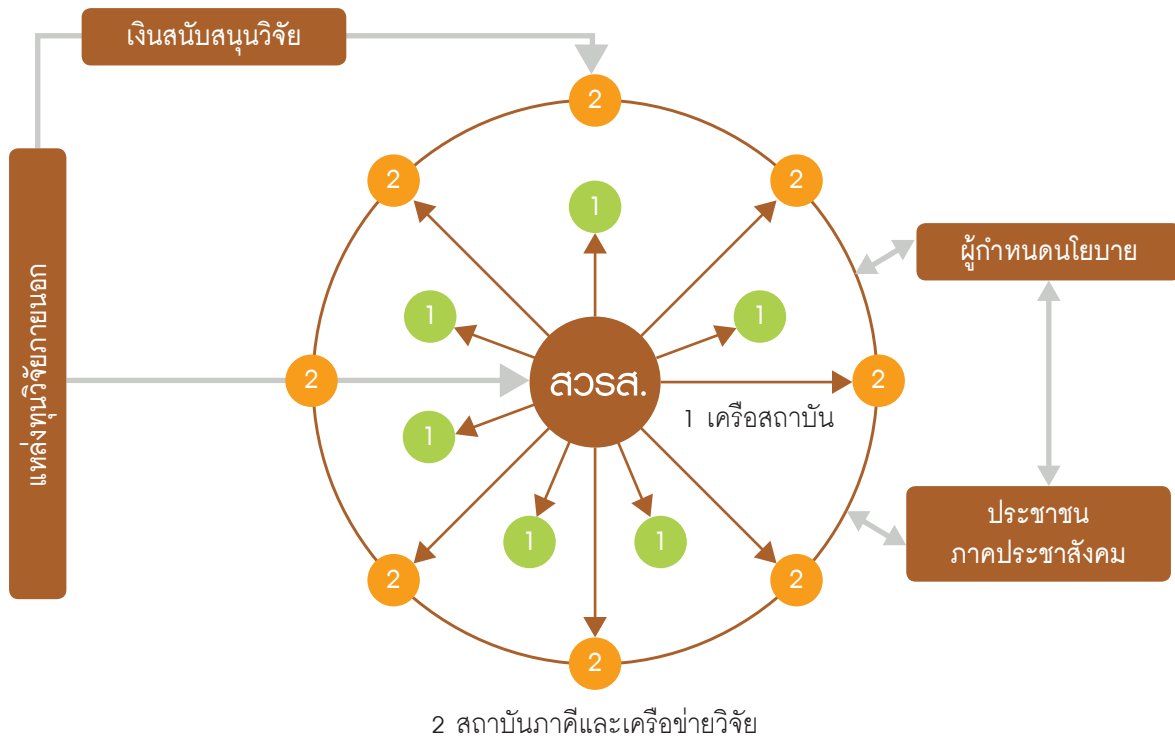 เงินสนับสนุนวิจัย
2
2
2
1
ผู้กำหนดนโยบาย
แหล่งทุนวิจัยภายนอก
1
1
2
สวรส.
2
1 เครือสถาบัน
1
ประชาชน
ภาคประชาสังคม
1
1
2
2
2
2 สถาบันภาคีและเครือข่ายวิจัย